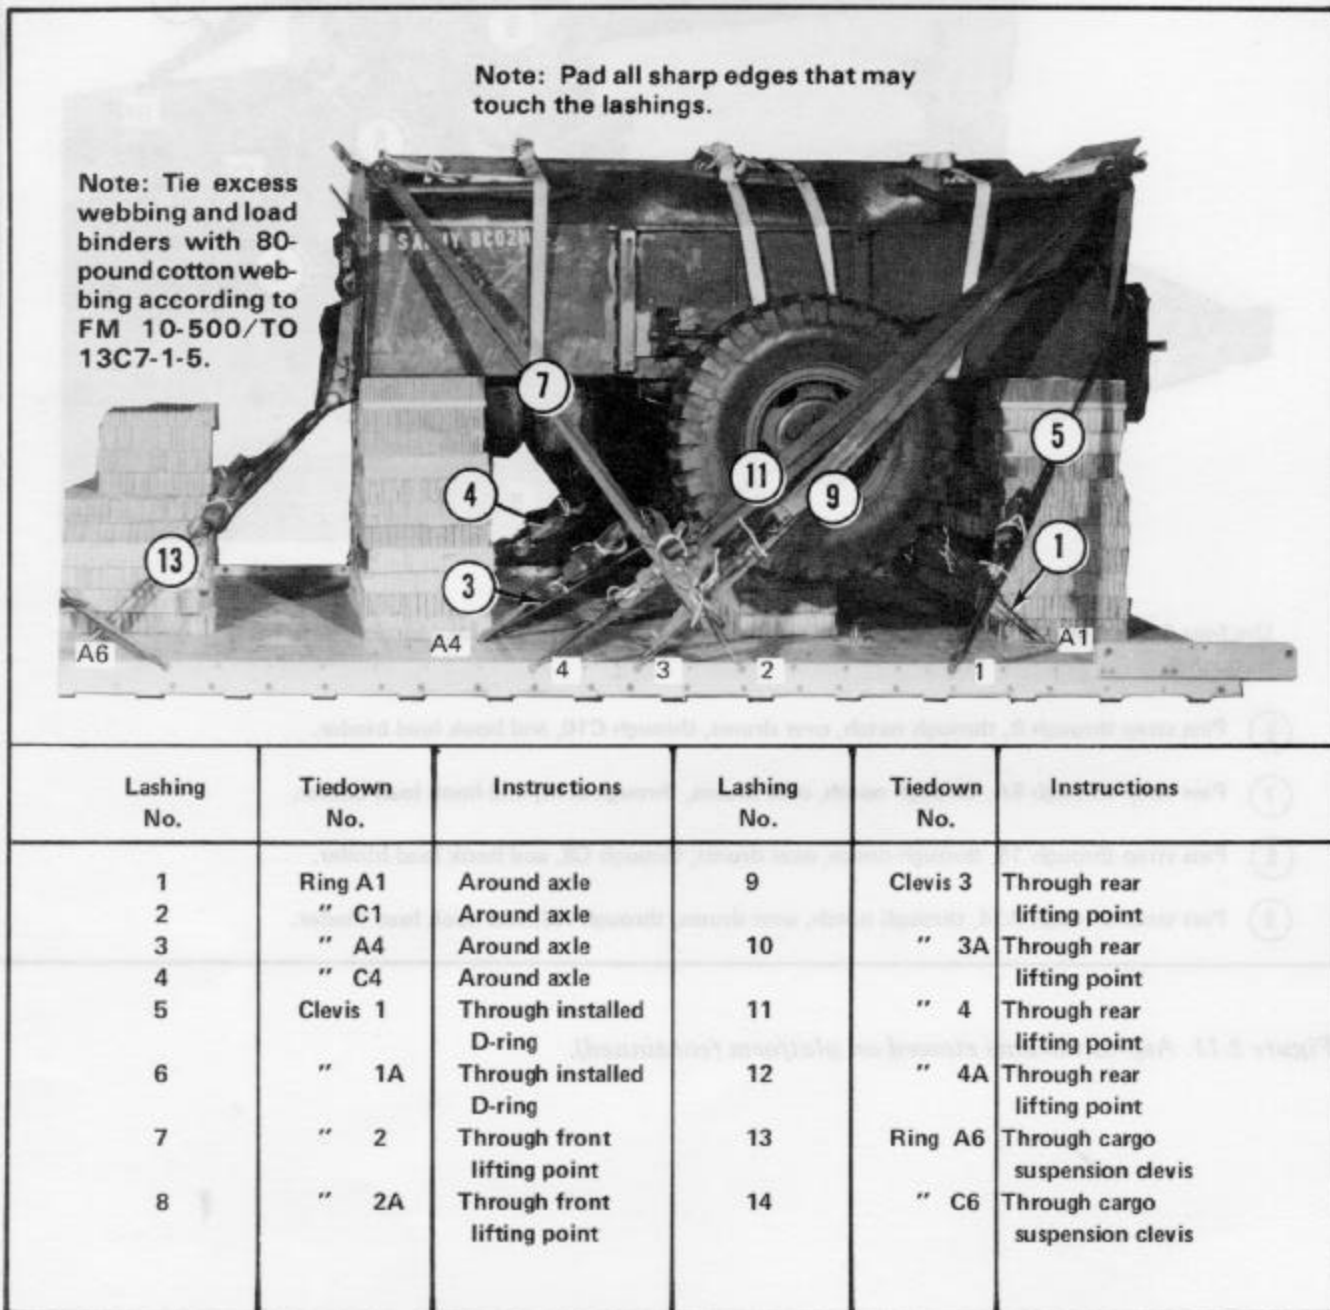 Note: Pad all sharp edges that may
touch the lashings.
Note: Tie excess
webbing and load
binders with 80-
pound cotton web-
bing according to
FM 10-500/TO
13C7-1-5.
7
5
4
11
9
13
3
1
A6
A4
4
3
2
1
A1
Lashing No. Tiedown No. Instructions Lashing No. Tiedown No. Instructions
1 Ring A1 Around axle 9 Clevis 3 Through rear
2 " C1 Around axle lifting point
3 " A4 Around axle 10 " 3A Through rear
4 " C4 Around axle lifting point
5 Clevis 1 Through installed 11 " 4 Through rear
D-ring lifting point
6 " 1A Through installed 12 " 4A Through rear
D-ring lifting point
7 " 2 Through front 13 Ring A6 Through cargo
lifting point suspension clevis
8 " 2A Through front 14 " C6 Through cargo
lifting point suspension clevis